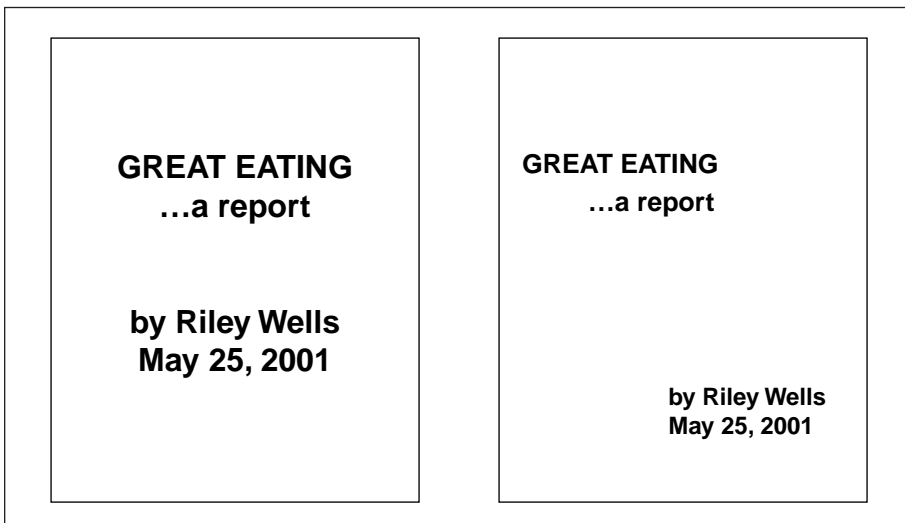 GREAT EATING
…a report
by Riley Wells
May 25, 2001
GREAT EATING
…a report
by Riley Wells
May 25, 2001